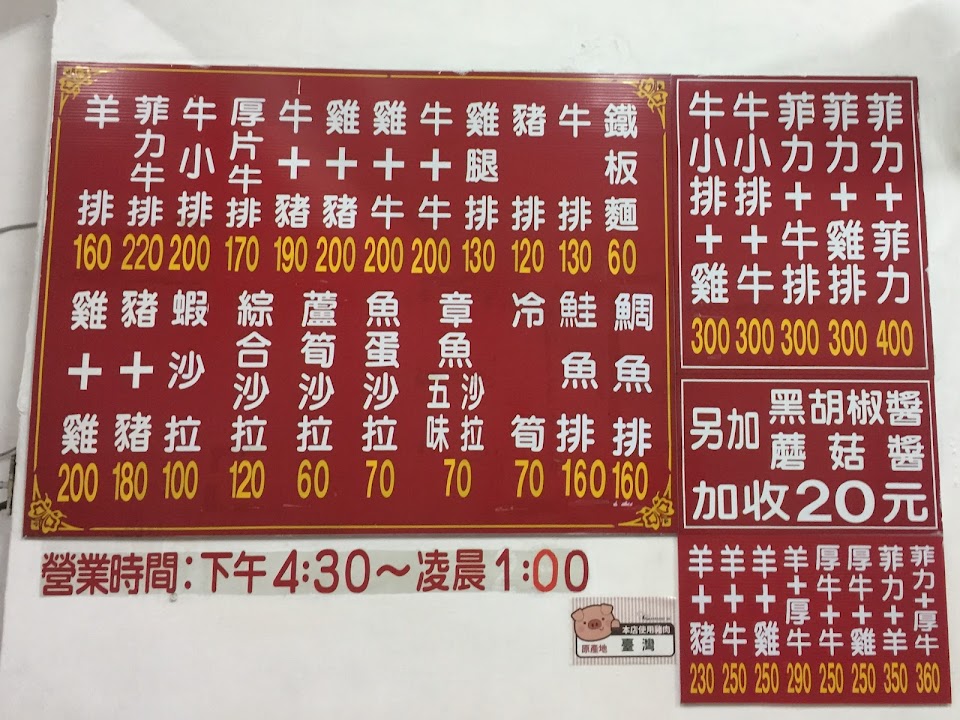 鐵板麵 60
牛排 130
豬排 120
雞腿排 130
牛+牛 200
雞+牛 200
雞+豬 200
牛+豬 190
厚片牛排 170
牛小排 200
菲力牛排 220
羊排 160
鯛魚排 160
鮭魚排 160
冷筍 70
章魚五味沙拉 70
魚蛋沙拉 70
蘆筍沙拉 60
綜合沙拉 120
蝦沙拉 100
豬+豬 180
雞+雞 200
菲力+菲力 400
菲力+雞排 300
菲力+牛排 300
牛小排+牛 300
牛小排+雞 300
另加黑胡椒醬
蘑菇醬
加收20元
菲力+厚牛 360
菲力+羊 350
厚牛+雞 250
厚牛+牛 250
羊+厚牛 290
羊+雞 250
羊+牛 250
羊+豬 230
營業時間：下午4:30～凌晨1:00
本店使用豬肉
原產地 臺灣